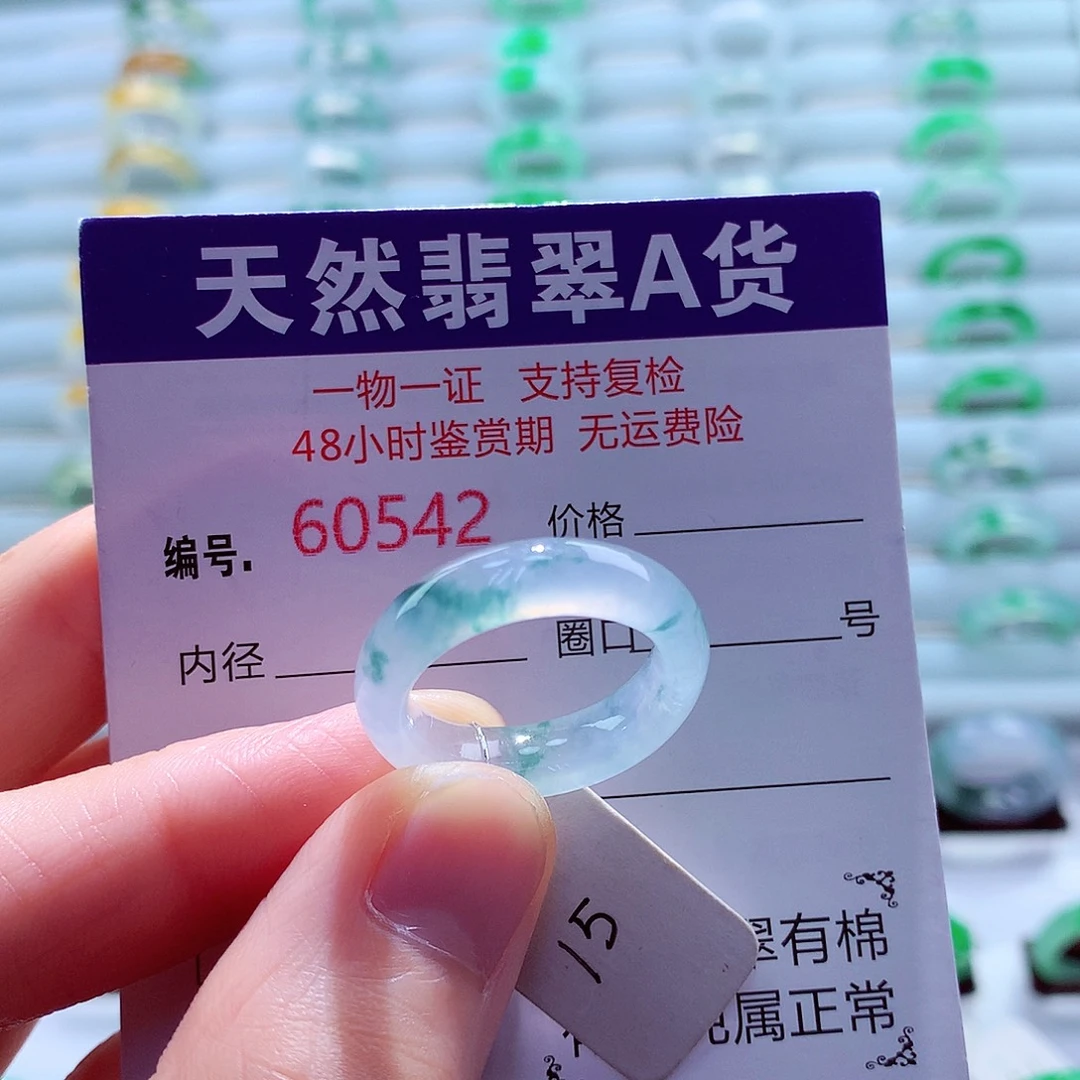 天然翡翠A货
一物一证 支持复检
48小时鉴赏期 无运费险
编号. 60542 价格
内径 圈口 号
15
翠有棉
属正常